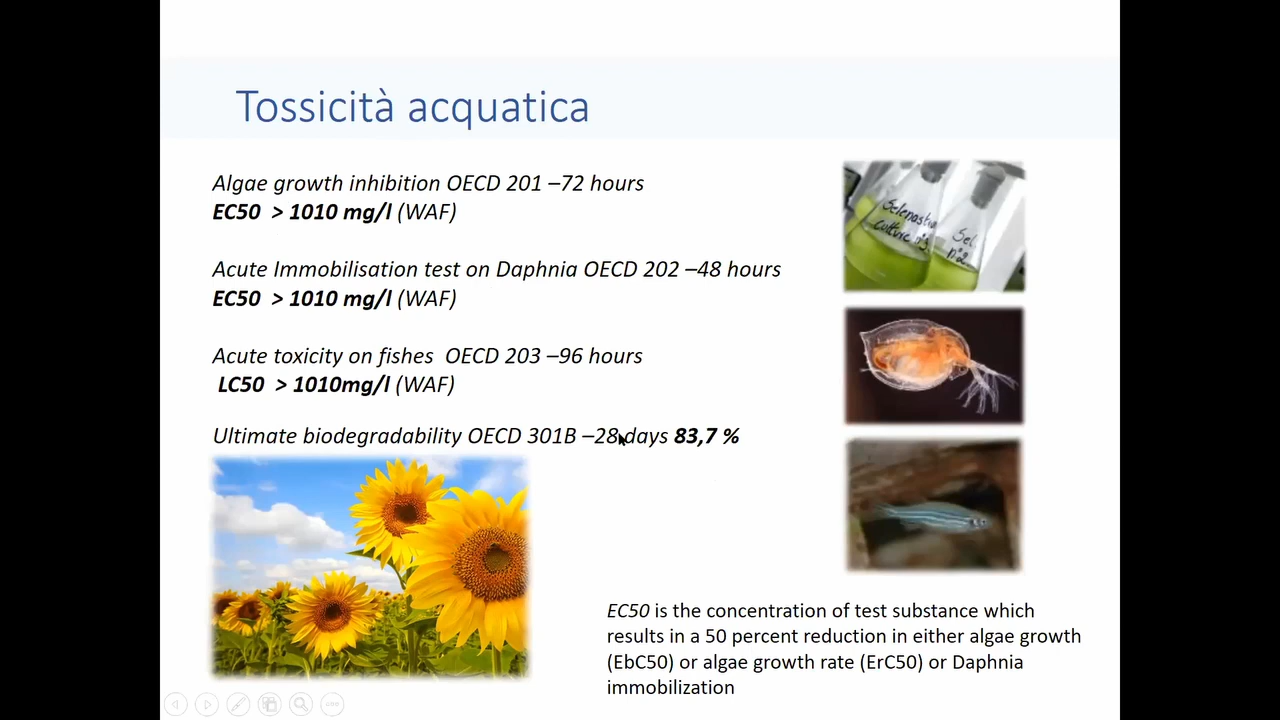 Tossicità acquatica
Algae growth inhibition OECD 201 –72 hours
EC50 > 1010 mg/l (WAF)
Acute Immobilisation test on Daphnia OECD 202 –48 hours
EC50 > 1010 mg/l (WAF)
Acute toxicity on fishes OECD 203 –96 hours
LC50 > 1010mg/l (WAF)
Ultimate biodegradability OECD 301B –28 days 83,7 %
culture n°
Sel
n°2
EC50 is the concentration of test substance which
results in a 50 percent reduction in either algae growth
(EbC50) or algae growth rate (ErC50) or Daphnia
immobilization